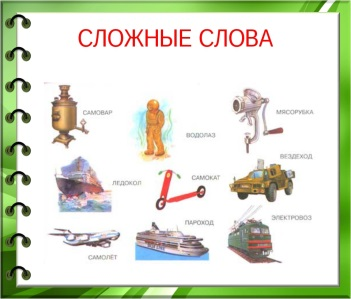 СЛОЖНЫЕ СЛОВА
САМОВАР
ВОДОЛАЗ
МЯСОРУБКА
ЛЕДОКОЛ
САМОКАТ
ВЕЗДЕХОД
САМОЛЁТ
ПАРОХОД
ЭЛЕКТРОВОЗ